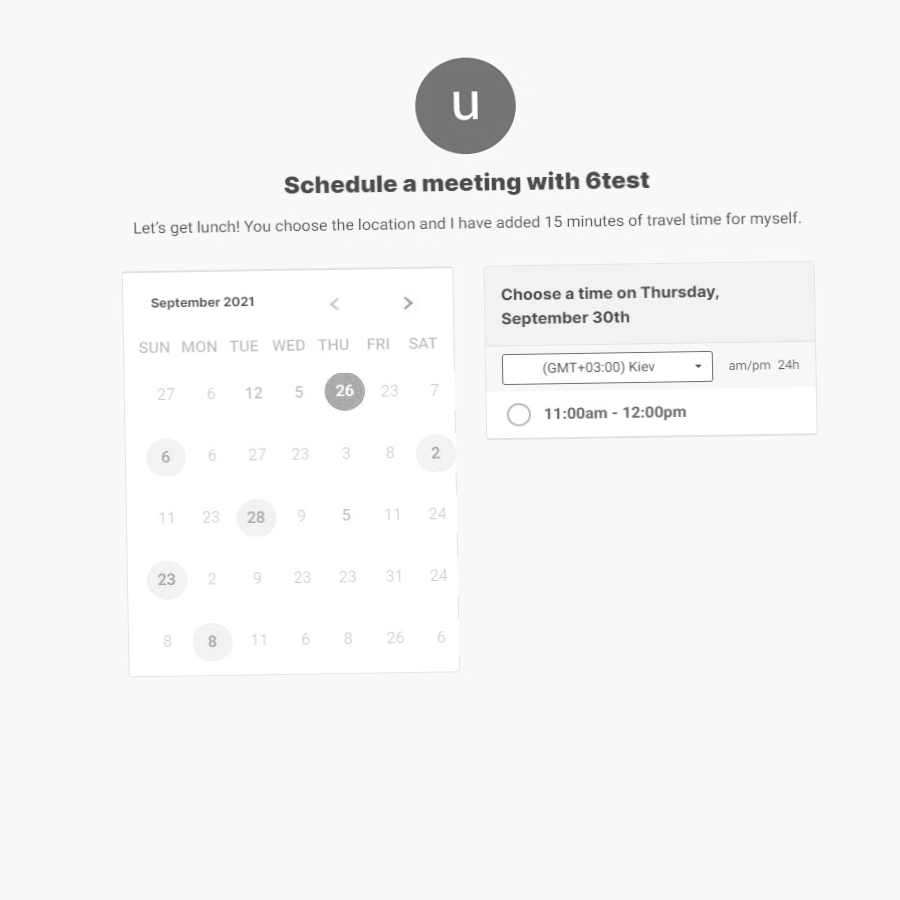 u
Schedule a meeting with 6test
Let's get lunch! You choose the location and I have added 15 minutes of travel time for myself.
September 2021
SUN MON TUE WED THU FRI SAT
27 6 12 5 26 23 7
6 6 27 23 3 8 2
11 23 28 9 5 11 24
23 2 9 23 23 31 24
8 8 11 6 8 26 6
Choose a time on Thursday,
September 30th
(GMT+03:00) Kiev am/pm 24h
11:00am - 12:00pm